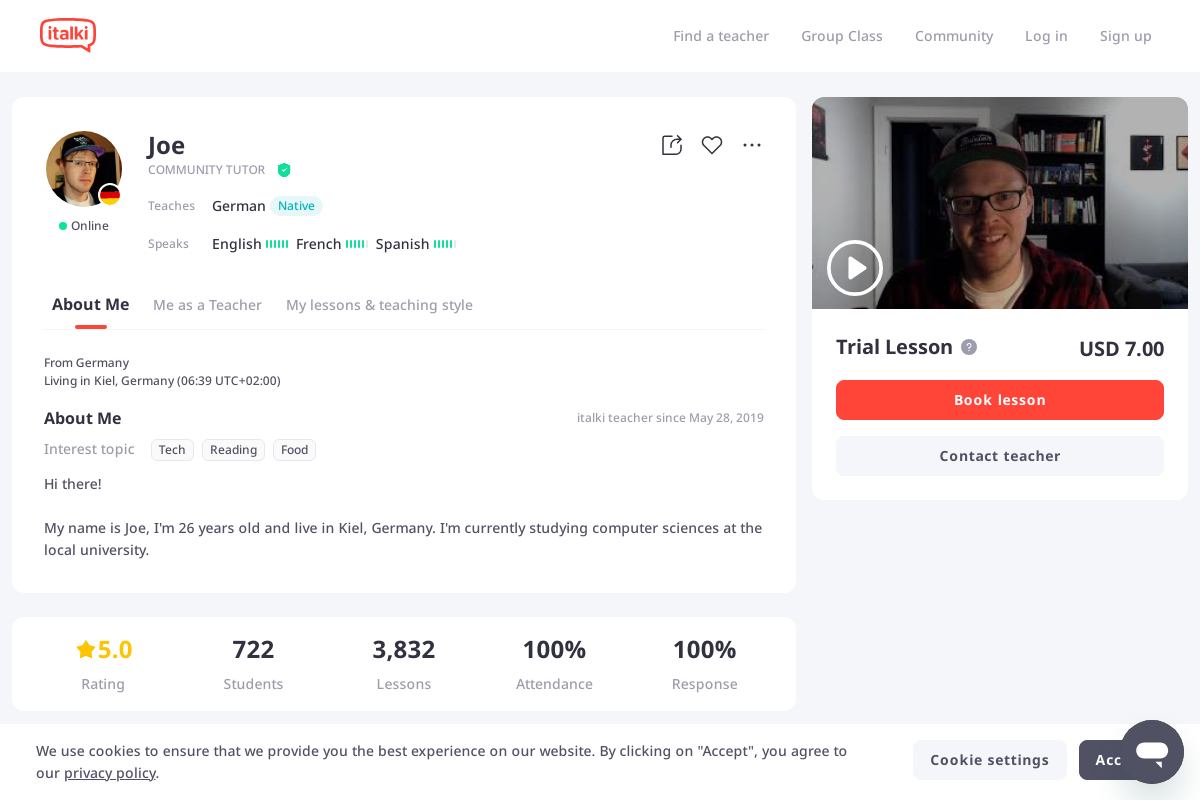 italki
Find a teacher
Group Class
Community
Log in
Sign up
Joe
COMMUNITY TUTOR
Teaches German Native
Online
Speaks English French Spanish
About Me
Me as a Teacher
My lessons & teaching style
From Germany
Living in Kiel, Germany (06:39 UTC+02:00)
About Me
italki teacher since May 28, 2019
Interest topic Tech Reading Food
Hi there!
My name is Joe, I'm 26 years old and live in Kiel, Germany. I'm currently studying computer sciences at the
local university.
5.0
722
3,832
100%
100%
Rating
Students
Lessons
Attendance
Response
Trial Lesson ?
USD 7.00
Book lesson
Contact teacher
We use cookies to ensure that we provide you the best experience on our website. By clicking on "Accept", you agree to
our privacy policy.
Cookie settings
Acc